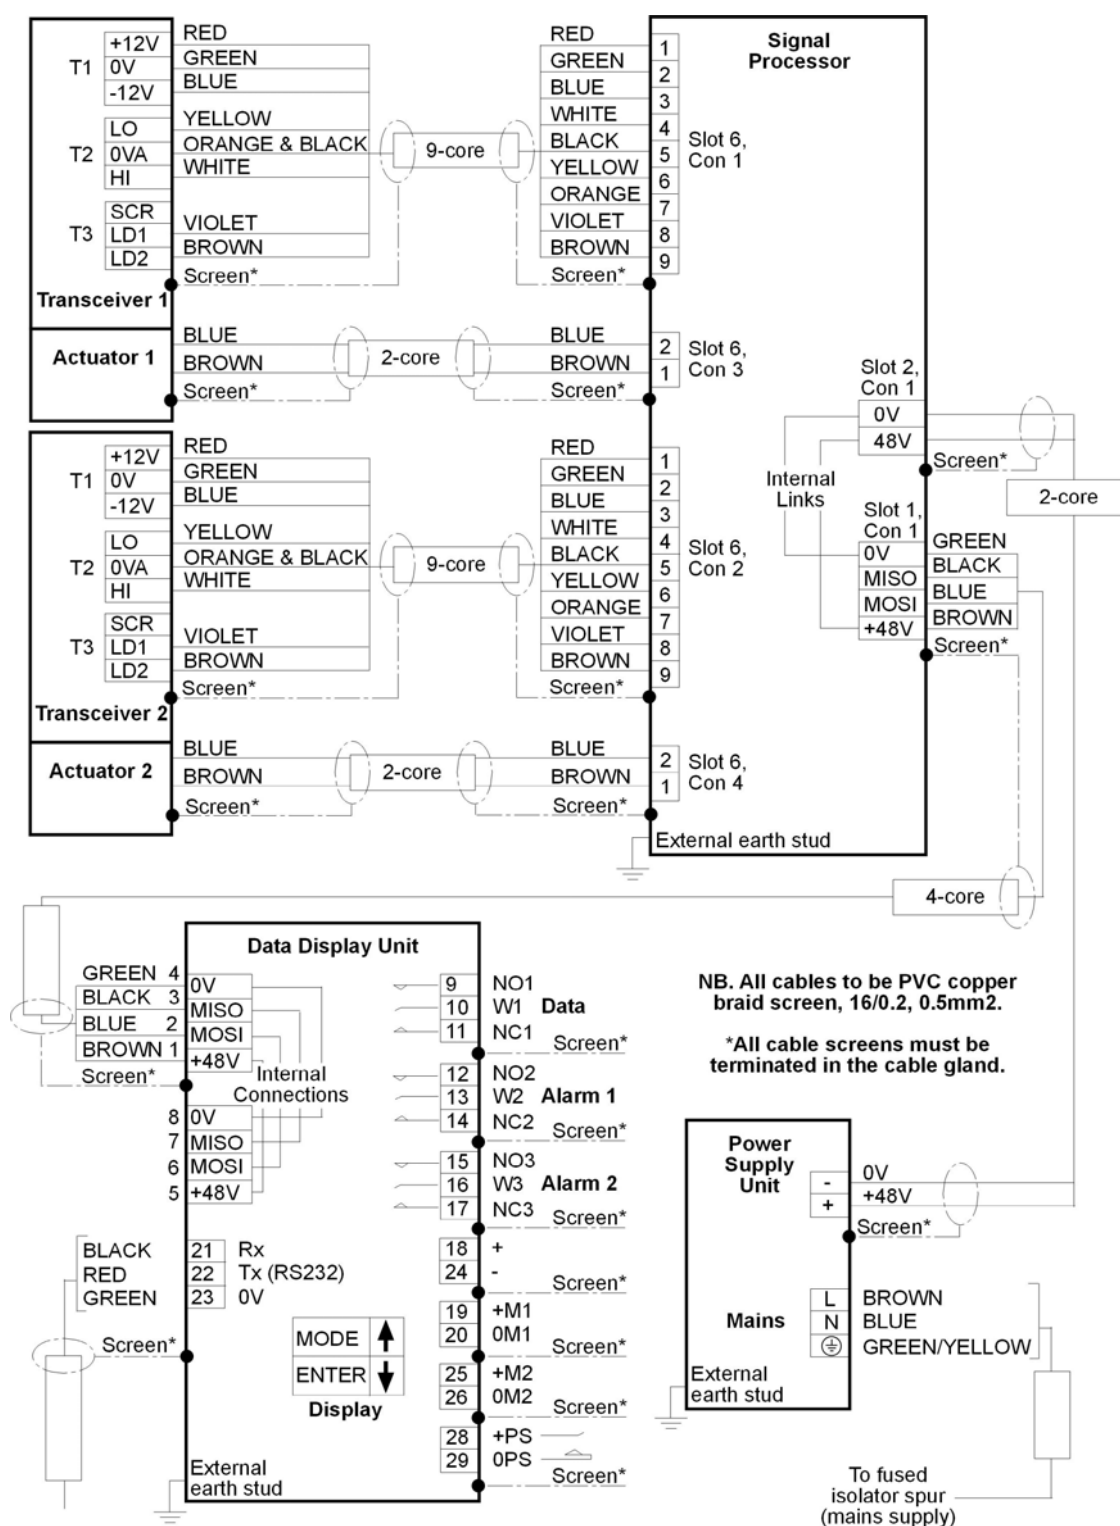 T1
+12V
0V
-12V
RED
GREEN
BLUE
T2
LO
0VA
HI
YELLOW
ORANGE & BLACK
WHITE
T3
SCR
LD1
LD2
VIOLET
BROWN
Screen*
Transceiver 1
9-core
RED
GREEN
BLUE
WHITE
BLACK
YELLOW
ORANGE
VIOLET
BROWN
Screen*
1
2
3
4
5
6
7
8
9
Slot 6,
Con 1
Signal
Processor
Actuator 1
BLUE
BROWN
Screen*
2-core
BLUE
BROWN
Screen*
2
1
Slot 6,
Con 3
T1
+12V
0V
-12V
RED
GREEN
BLUE
T2
LO
0VA
HI
YELLOW
ORANGE & BLACK
WHITE
T3
SCR
LD1
LD2
VIOLET
BROWN
Screen*
Transceiver 2
9-core
RED
GREEN
BLUE
WHITE
BLACK
YELLOW
ORANGE
VIOLET
BROWN
Screen*
1
2
3
4
5
6
7
8
9
Slot 6,
Con 2
Actuator 2
BLUE
BROWN
Screen*
2-core
BLUE
BROWN
Screen*
2
1
Slot 6,
Con 4
External earth stud
Slot 2,
Con 1
0V
48V
Screen*
2-core
Internal
Links
Slot 1,
Con 1
0V
MISO
MOSI
+48V
GREEN
BLACK
BLUE
BROWN
Screen*
4-core
Data Display Unit
GREEN 4
BLACK 3
BLUE 2
BROWN 1
Screen*
0V
MISO
MOSI
+48V
Internal
Connections
8 0V
7 MISO
6 MOSI
5 +48V
BLACK
RED
GREEN
Screen*
21 Rx
22 Tx (RS232)
23 0V
MODE
ENTER
Display
External
earth stud
9 NO1
10 W1 Data
11 NC1
Screen*
12 NO2
13 W2 Alarm 1
14 NC2
Screen*
15 NO3
16 W3 Alarm 2
17 NC3
Screen*
18 +
24 -
Screen*
19 +M1
20 0M1
Screen*
25 +M2
26 0M2
Screen*
28 +PS
29 0PS
Screen*
NB. All cables to be PVC copper
braid screen, 16/0.2, 0.5mm2.
*All cable screens must be
terminated in the cable gland.
Power
Supply
Unit
-
+
0V
+48V
Screen*
Mains
L BROWN
N BLUE
GREEN/YELLOW
External
earth stud
To fused
isolator spur
(mains supply)